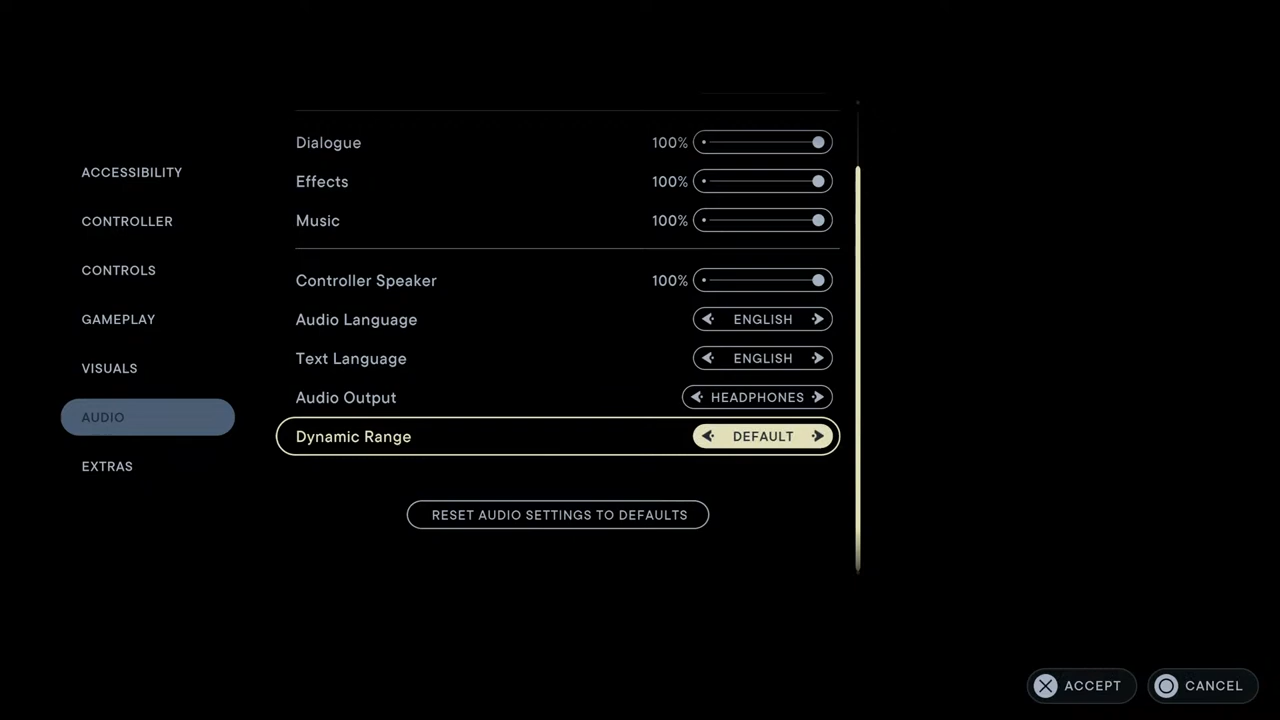 ACCESSIBILITY
CONTROLLER
CONTROLS
GAMEPLAY
VISUALS
AUDIO
EXTRAS
Dialogue 100%
Effects 100%
Music 100%
Controller Speaker 100%
Audio Language ENGLISH
Text Language ENGLISH
Audio Output HEADPHONES
Dynamic Range DEFAULT
RESET AUDIO SETTINGS TO DEFAULTS
ACCEPT CANCEL